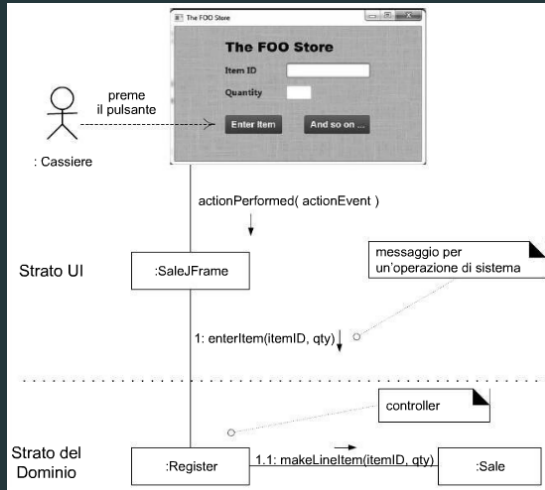 The FOO Store
The FOO Store
Item ID
Quantity
Enter Item
And so on ...
preme
il pulsante
: Cassiere
actionPerformed( actionEvent )
messaggio per
un'operazione di sistema
Strato UI
:SaleJFrame
1: enterItem(itemID, qty)
controller
Strato del
Dominio
:Register
1.1: makeLineItem(itemID, qty)
:Sale